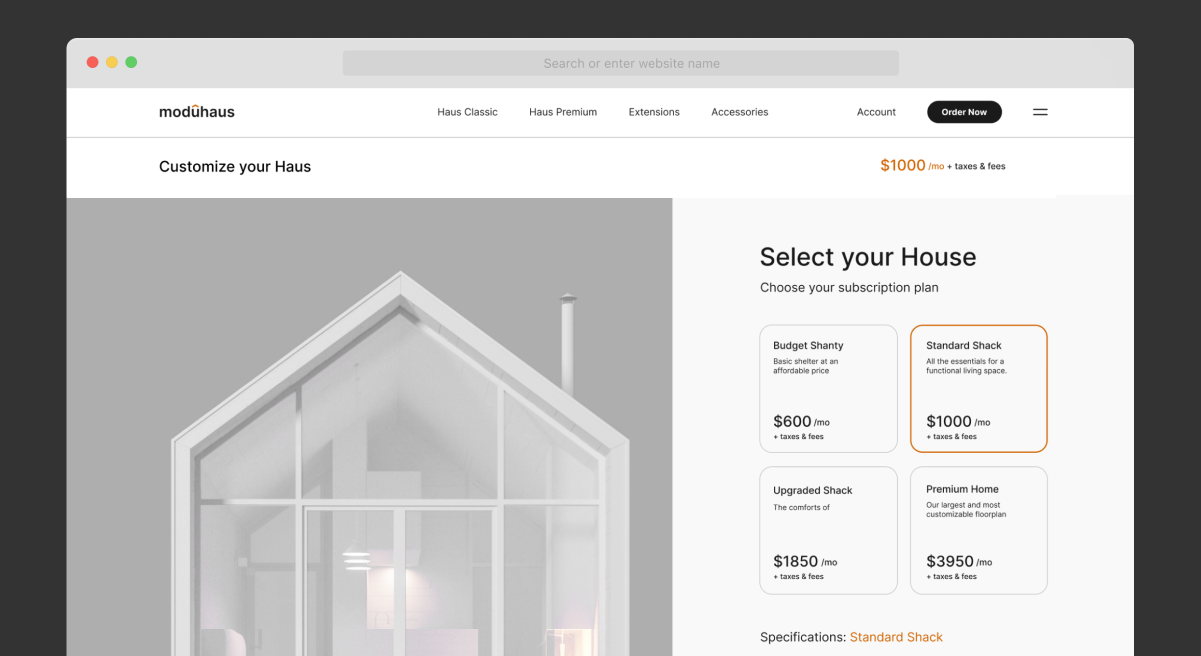 Search or enter website name
modûhaus
Haus Classic
Haus Premium
Extensions
Accessories
Account
Order Now
Customize your Haus
$1000 /mo + taxes & fees
Select your House
Choose your subscription plan
Budget Shanty
Basic shelter at an
affordable price
$600 /mo
+ taxes & fees
Standard Shack
All the essentials for a
functional living space.
$1000 /mo
+ taxes & fees
Upgraded Shack
The comforts of
$1850 /mo
+ taxes & fees
Premium Home
Our largest and most
customizable floorplan
$3950 /mo
+ taxes & fees
Specifications: Standard Shack